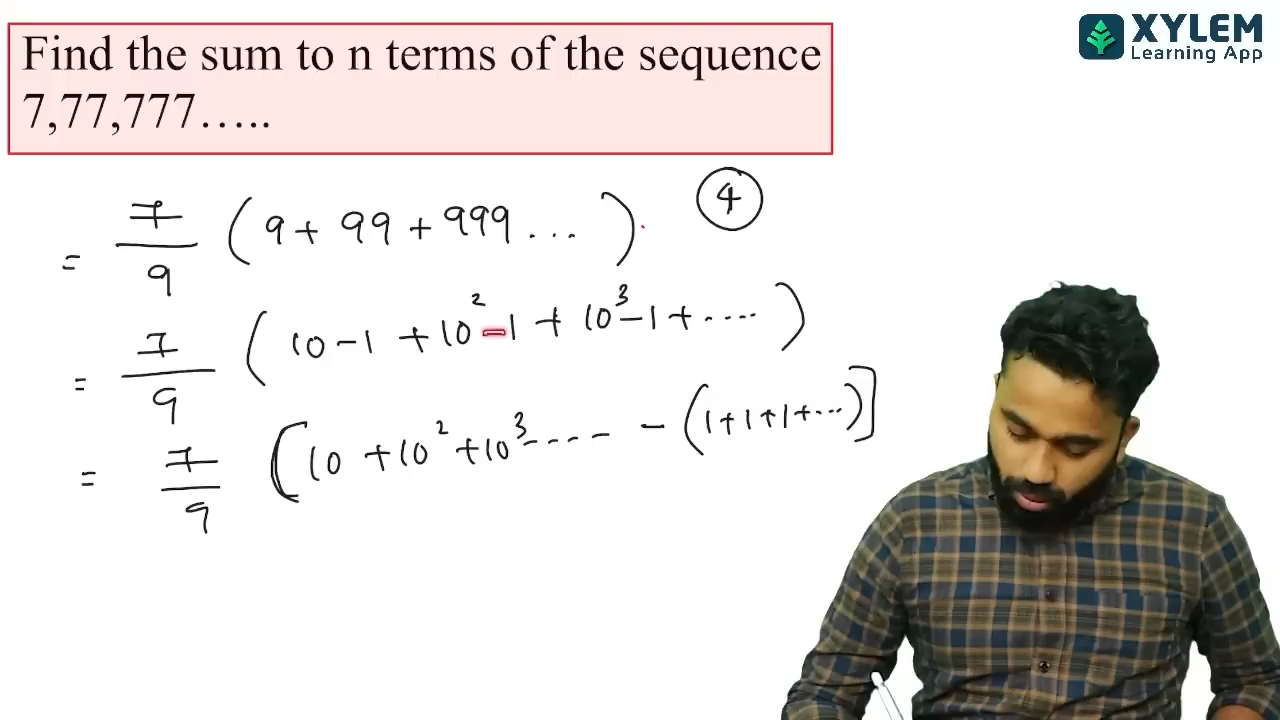 Find the sum to n terms of the sequence
7,77,777.....
XYLEM
Learning App
= 7/9 (9 + 99 + 999 ... )
4
= 7/9 (10 - 1 + 10² - 1 + 10³ - 1 + .... )
= 7/9 [10 + 10² + 10³ ---- - (1+1+1+...)]